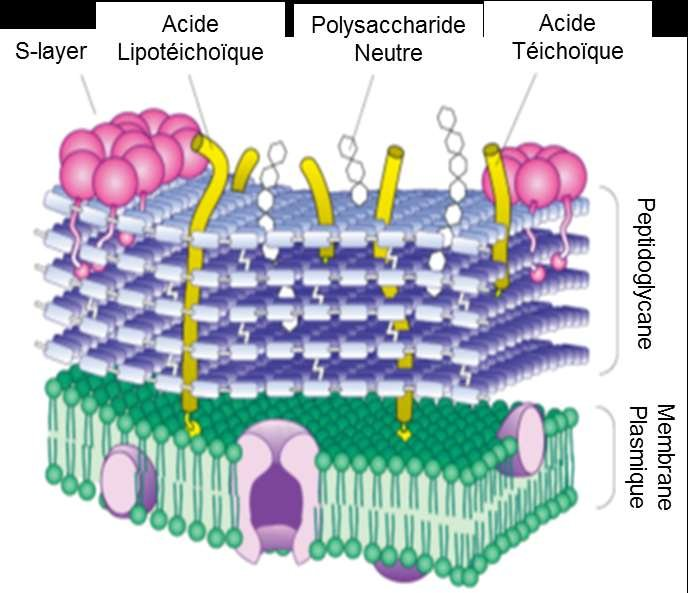 S-layer
Acide
Lipotéichoïque
Polysaccharide
Neutre
Acide
Téichoïque
Peptidoglycane
Membrane
Plasmique